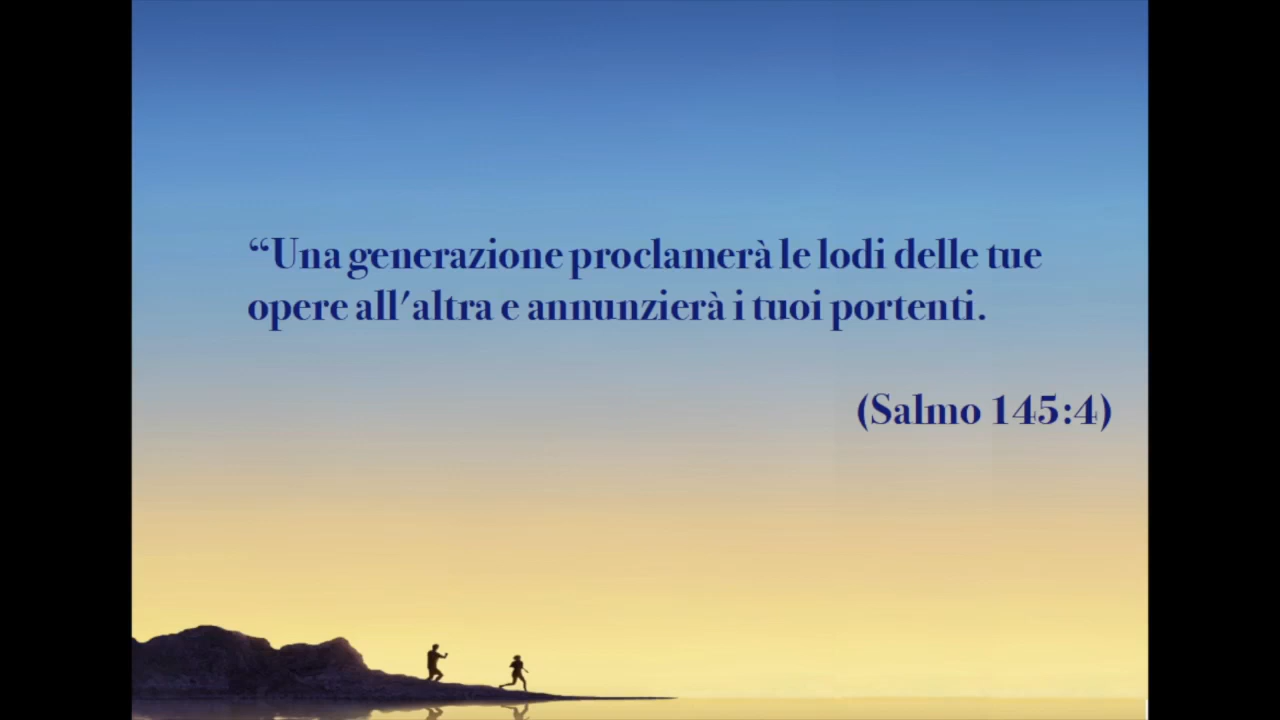 “Una generazione proclamerà le lodi delle tue
opere all'altra e annunzierà i tuoi portenti.
(Salmo 145:4)